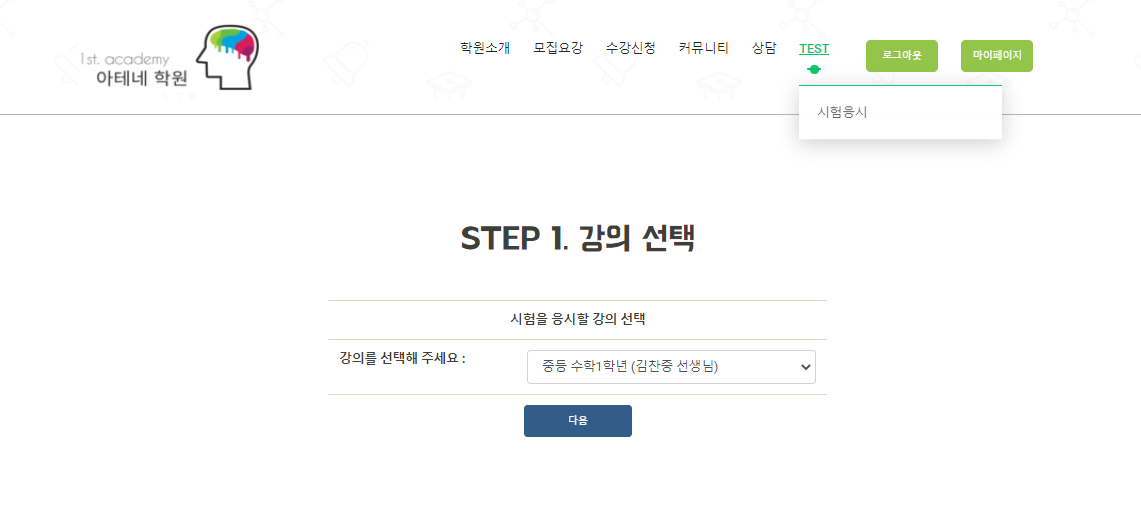 1st. academy
아테네 학원
학원소개 모집요강 수강신청 커뮤니티 상담 TEST 로그아웃 마이페이지
시험응시
STEP 1. 강의 선택
시험을 응시할 강의 선택
강의를 선택해 주세요 : 중등 수학1학년 (김찬중 선생님)
다음